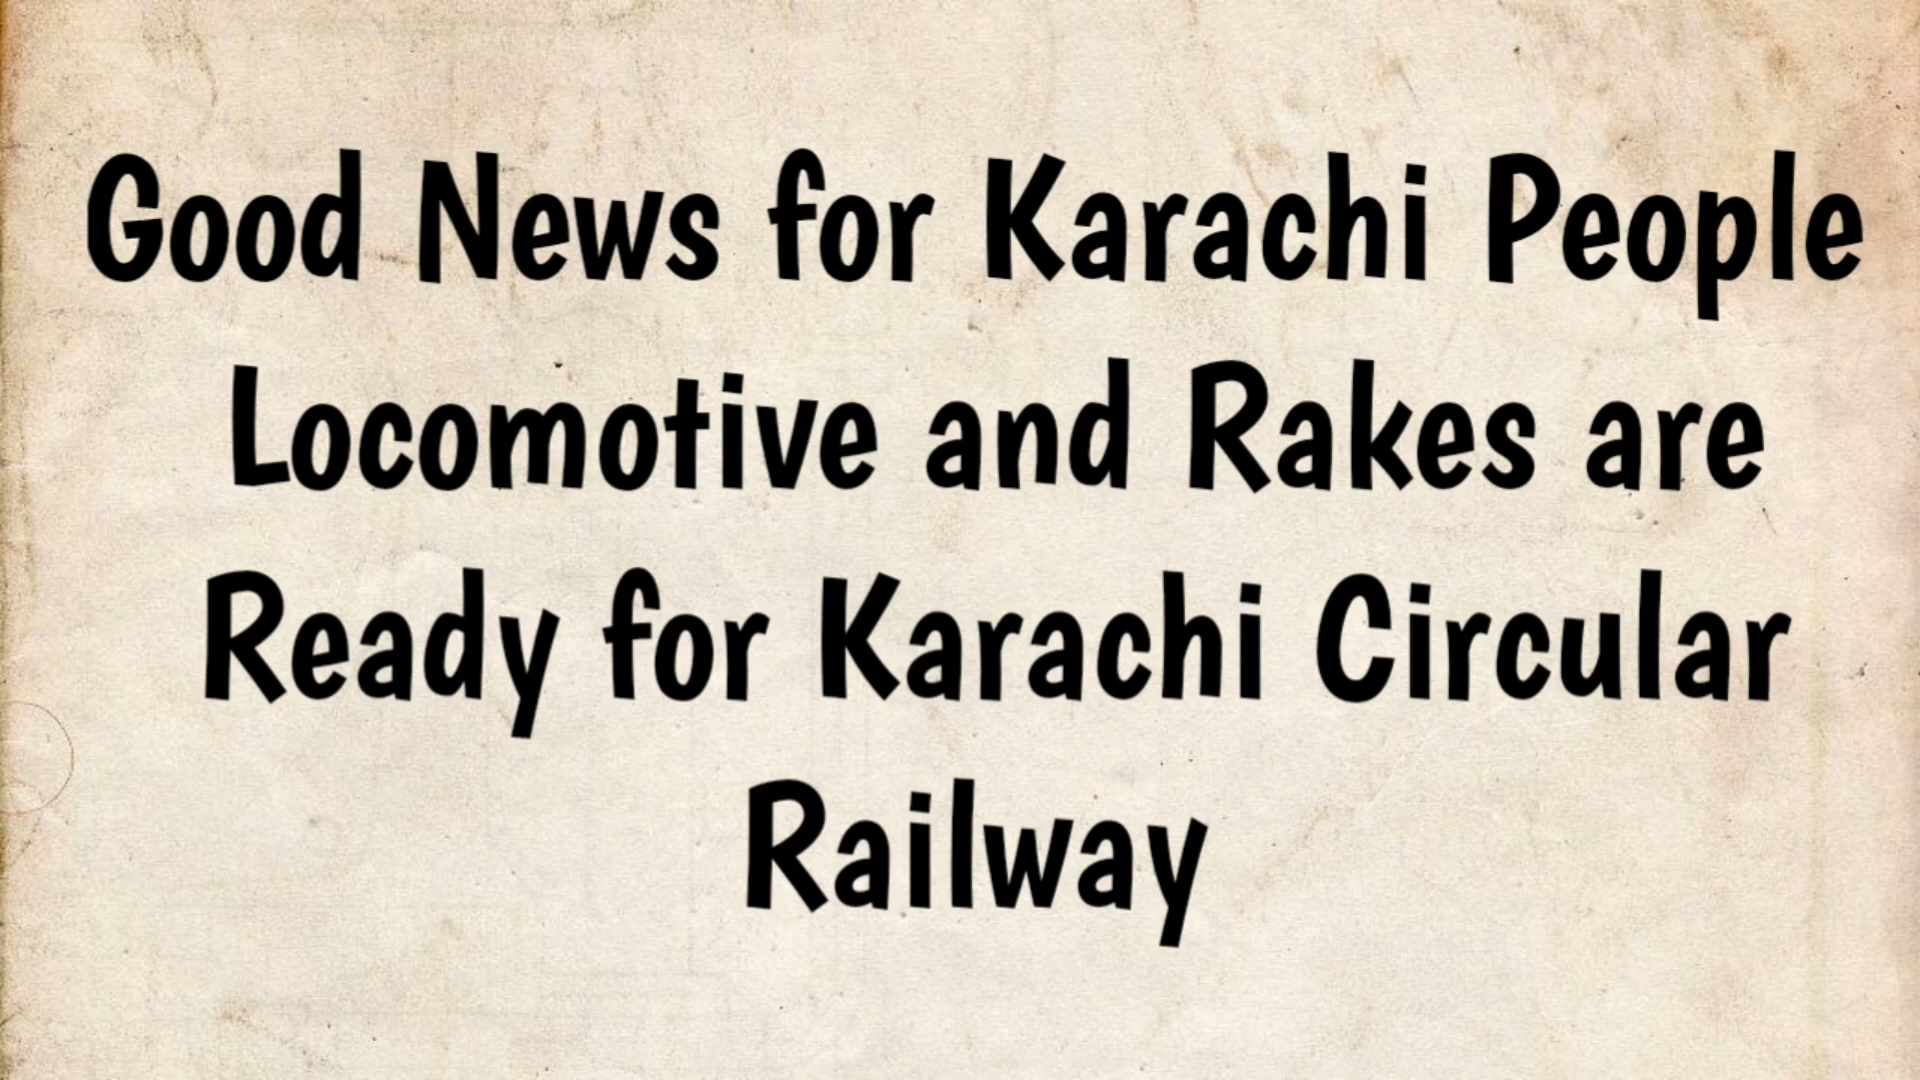 Good News for Karachi People
Locomotive and Rakes are
Ready for Karachi Circular
Railway